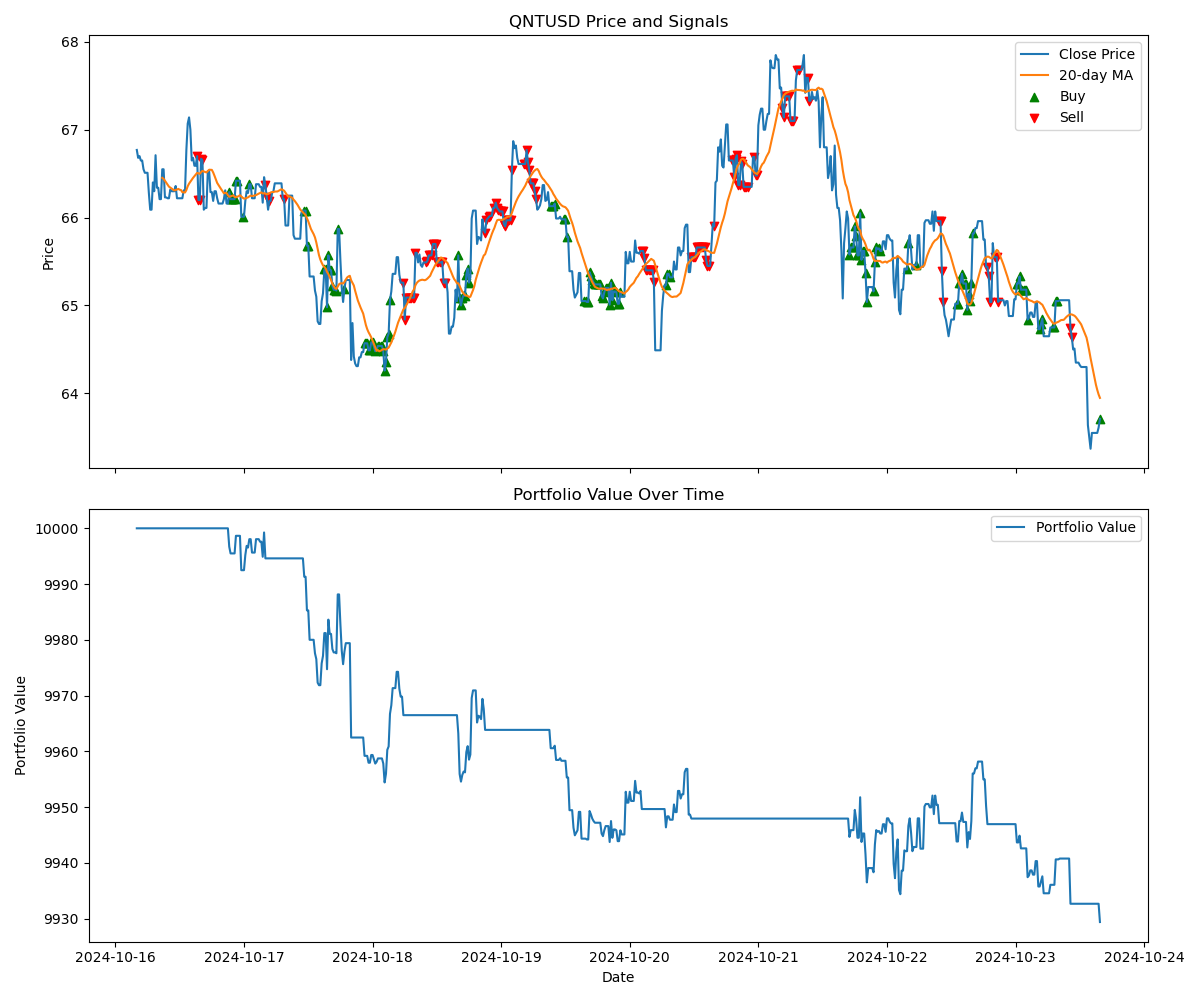 QNTUSD Price and Signals
68
67
66
65
64
Price
Close Price
20-day MA
Buy
Sell
Portfolio Value Over Time
10000
9990
9980
9970
9960
9950
9940
9930
Portfolio Value
Portfolio Value
2024-10-16 2024-10-17 2024-10-18 2024-10-19 2024-10-20 2024-10-21 2024-10-22 2024-10-23 2024-10-24
Date